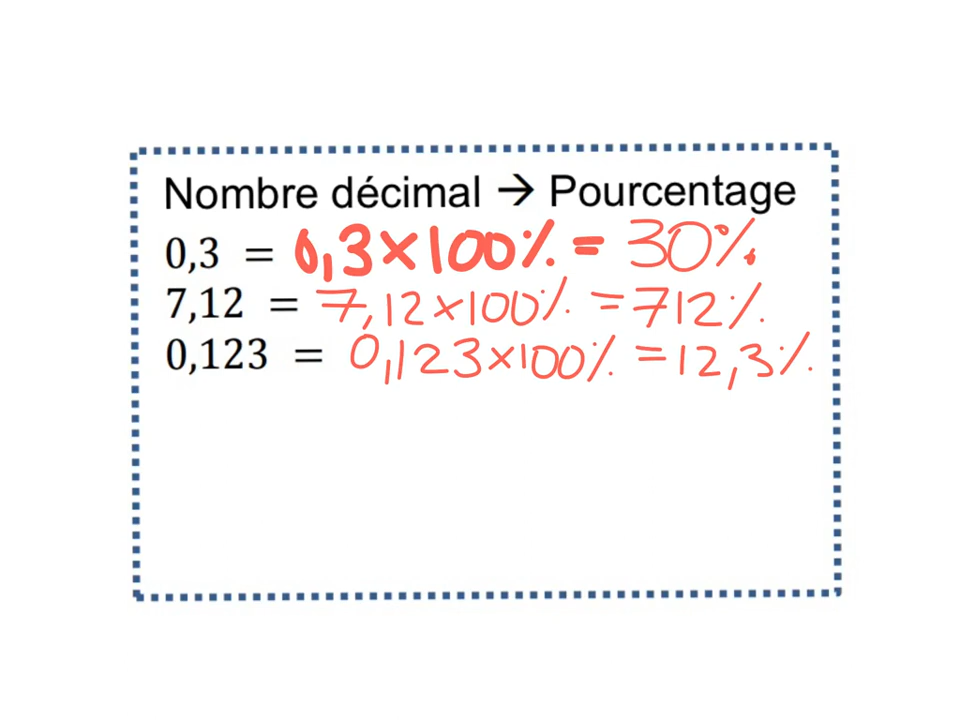 Nombre décimal → Pourcentage
0,3 = 0,3×100% = 30%
7,12 = 7,12×100% = 712%
0,123 = 0,123×100% = 12,3%